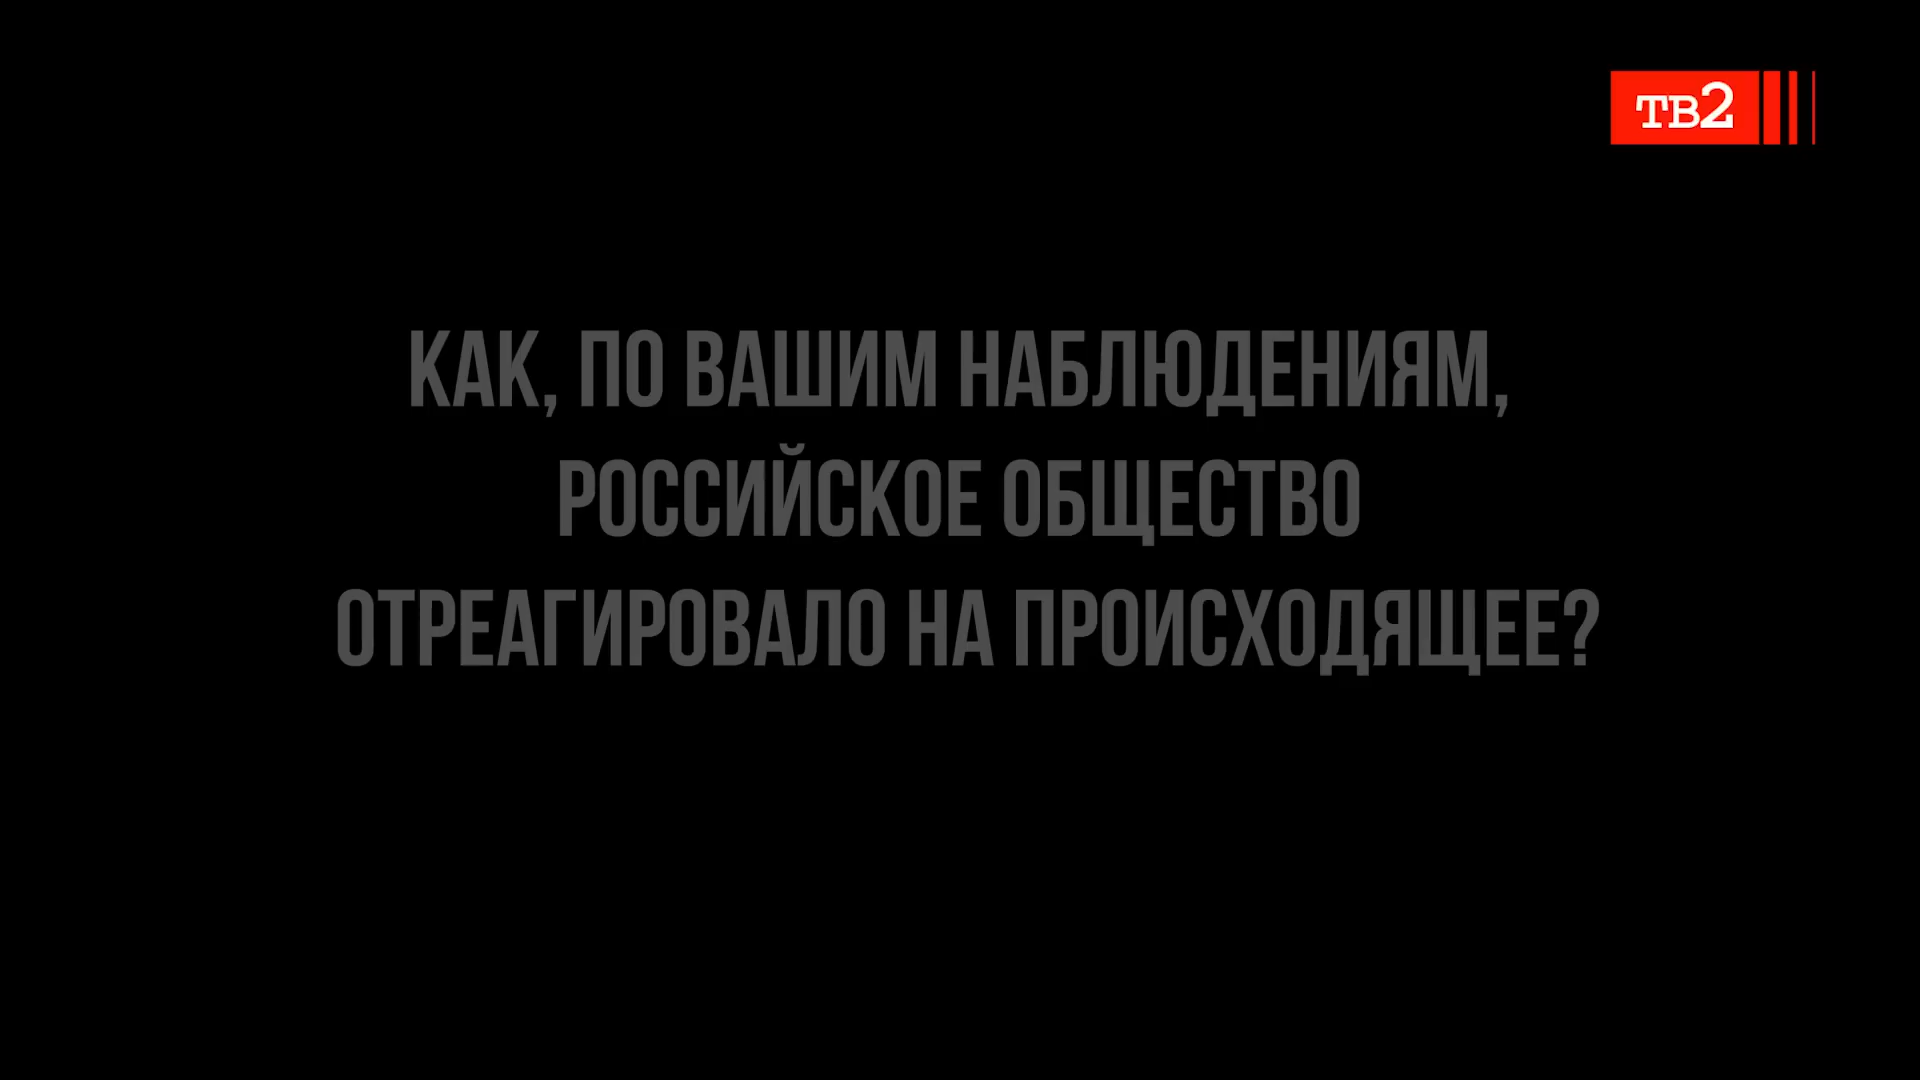 ТВ2
КАК, ПО ВАШИМ НАБЛЮДЕНИЯМ,
РОССИЙСКОЕ ОБЩЕСТВО
ОТРЕАГИРОВАЛО НА ПРОИСХОДЯЩЕЕ?